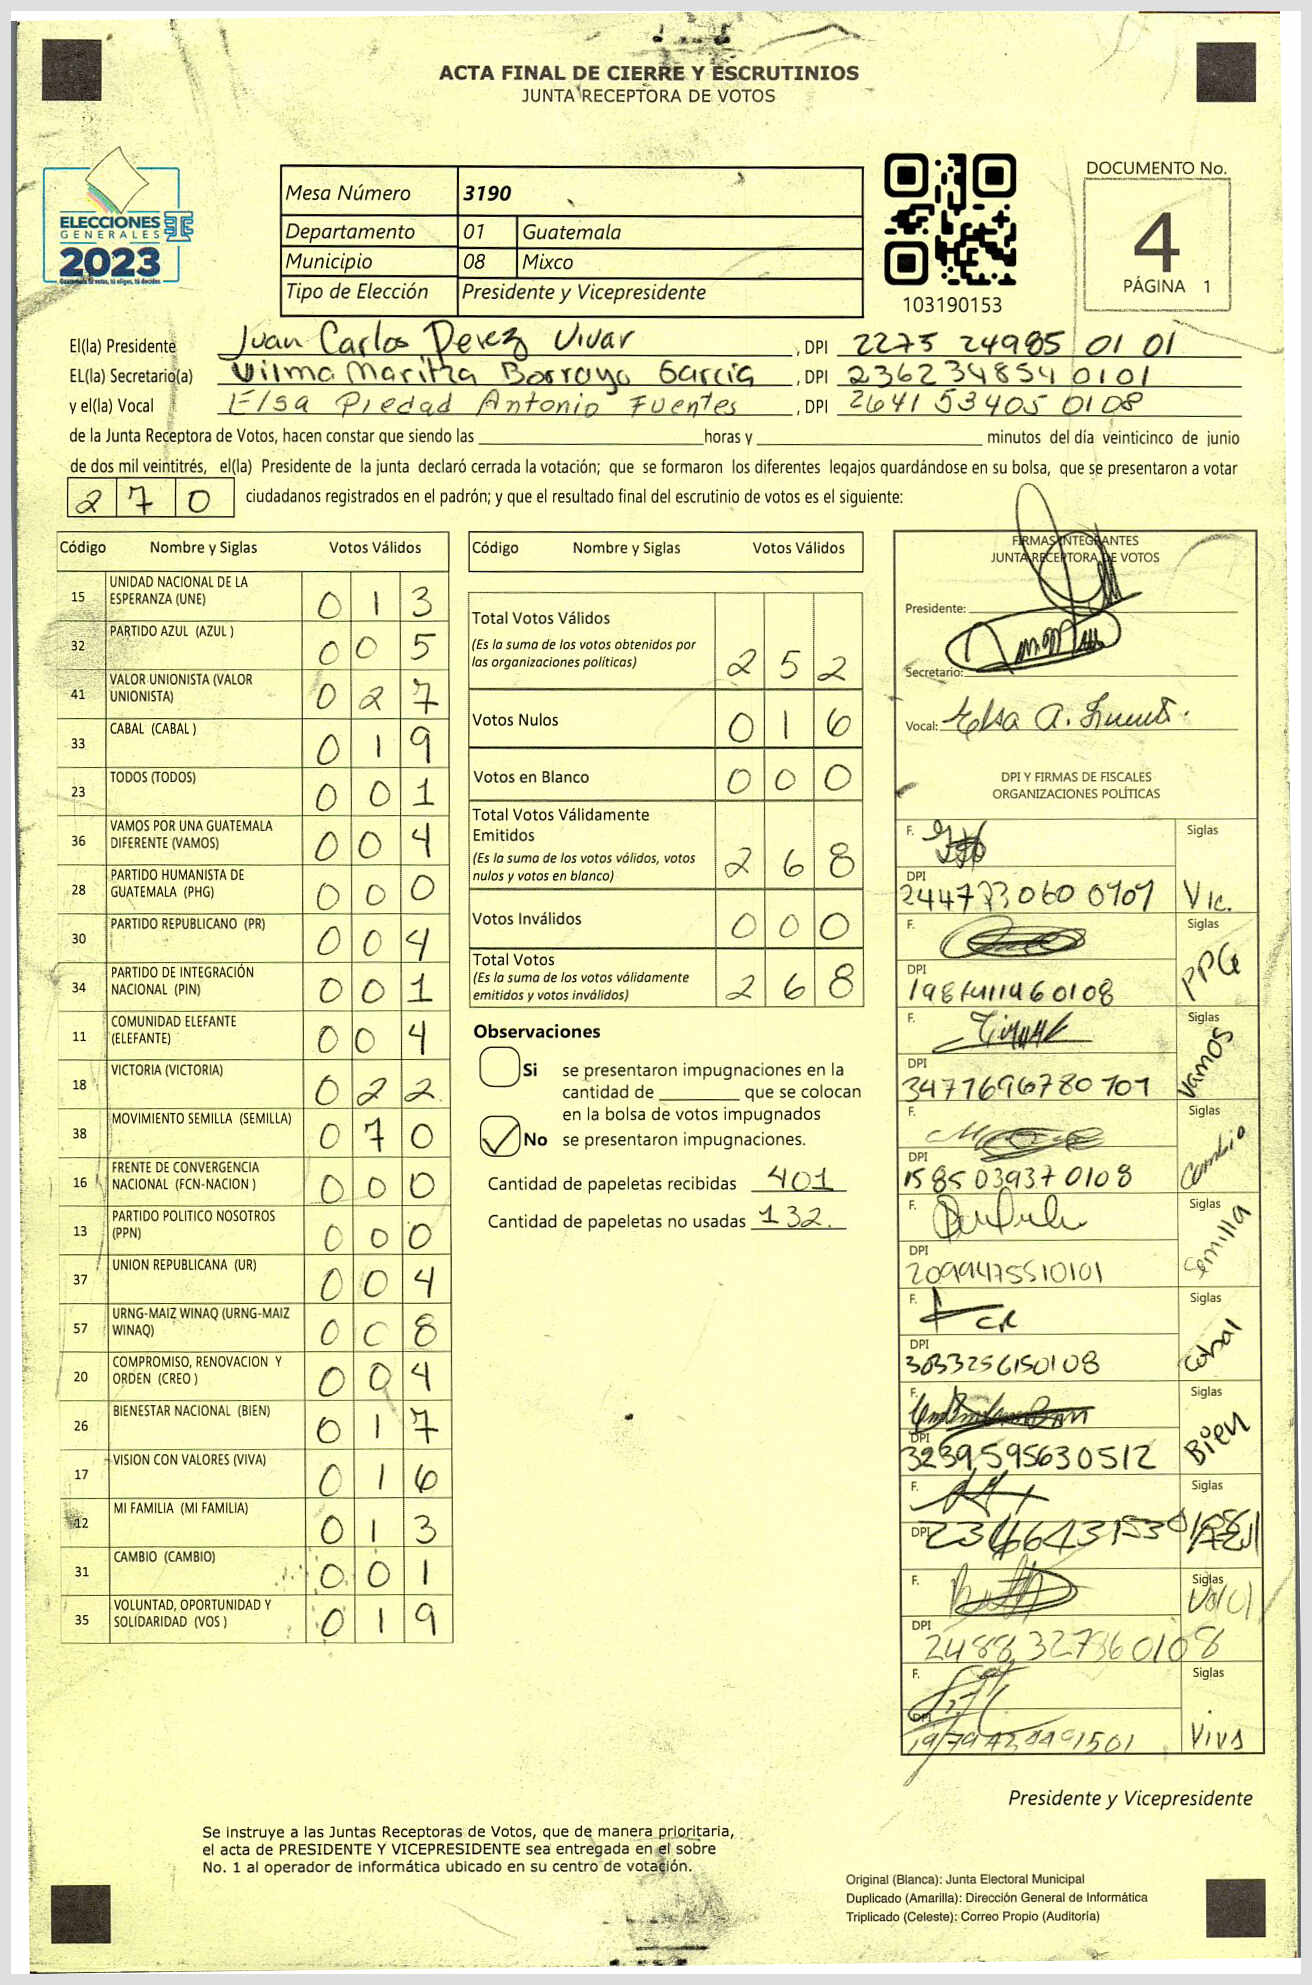 ACTA FINAL DE CIERRE Y ESCRUTINIOS
JUNTA RECEPTORA DE VOTOS
ELECCIONES
GENERALES
2023
Guatemala tú votas, tú eliges, tú decides
Mesa Número 3190
Departamento 01 Guatemala
Municipio 08 Mixco
Tipo de Elección Presidente y Vicepresidente
103190153
DOCUMENTO No.
4
PÁGINA 1
El(la) Presidente Juan Carlos Perez Vivar , DPI 2275 24985 01 01
EL(la) Secretario(a) Vilma Maritza Borrayo Garcia , DPI 236234854 0101
y el(la) Vocal Elsa Piedad Antonio Fuentes , DPI 2641 53405 0108
de la Junta Receptora de Votos, hacen constar que siendo las horas y minutos del día veinticinco de junio
de dos mil veintitrés, el(la) Presidente de la junta declaró cerrada la votación; que se formaron los diferentes legajos guardándose en su bolsa, que se presentaron a votar
270 ciudadanos registrados en el padrón; y que el resultado final del escrutinio de votos es el siguiente:
Código Nombre y Siglas Votos Válidos
15 UNIDAD NACIONAL DE LA ESPERANZA (UNE) 0 1 3
32 PARTIDO AZUL (AZUL ) 0 0 5
41 VALOR UNIONISTA (VALOR UNIONISTA) 0 2 7
33 CABAL (CABAL ) 0 1 9
23 TODOS (TODOS) 0 0 1
36 VAMOS POR UNA GUATEMALA DIFERENTE (VAMOS) 0 0 4
28 PARTIDO HUMANISTA DE GUATEMALA (PHG) 0 0 0
30 PARTIDO REPUBLICANO (PR) 0 0 4
34 PARTIDO DE INTEGRACIÓN NACIONAL (PIN) 0 0 1
11 COMUNIDAD ELEFANTE (ELEFANTE) 0 0 4
18 VICTORIA (VICTORIA) 0 2 2
38 MOVIMIENTO SEMILLA (SEMILLA) 0 7 0
16 FRENTE DE CONVERGENCIA NACIONAL (FCN-NACION ) 0 0 0
13 PARTIDO POLITICO NOSOTROS (PPN) 0 0 0
37 UNION REPUBLICANA (UR) 0 0 4
57 URNG-MAIZ WINAQ (URNG-MAIZ WINAQ) 0 0 8
20 COMPROMISO, RENOVACION Y ORDEN (CREO ) 0 0 4
26 BIENESTAR NACIONAL (BIEN) 0 1 7
17 VISION CON VALORES (VIVA) 0 1 6
12 MI FAMILIA (MI FAMILIA) 0 1 3
31 CAMBIO (CAMBIO) 0 0 1
35 VOLUNTAD, OPORTUNIDAD Y SOLIDARIDAD (VOS ) 0 1 9
Código Nombre y Siglas Votos Válidos
Total Votos Válidos
(Es la suma de los votos obtenidos por las organizaciones políticas) 2 5 2
Votos Nulos 0 1 6
Votos en Blanco 0 0 0
Total Votos Válidamente Emitidos
(Es la suma de los votos válidos, votos nulos y votos en blanco) 2 6 8
Votos Inválidos 0 0 0
Total Votos
(Es la suma de los votos válidamente emitidos y votos inválidos) 2 6 8
Observaciones
Si se presentaron impugnaciones en la
cantidad de que se colocan
en la bolsa de votos impugnados
No se presentaron impugnaciones.
Cantidad de papeletas recibidas 401
Cantidad de papeletas no usadas 132
FIRMAS INTEGRANTES
JUNTA RECEPTORA DE VOTOS
Presidente:
Secretario:
Vocal: Elsa A.
DPI Y FIRMAS DE FISCALES
ORGANIZACIONES POLÍTICAS
F. Siglas
DPI
Vic.
F. Siglas
DPI
PPG
F. Siglas
DPI
3477696780101
Vamos
F. Siglas
DPI
1585039370108
Cambio
F. Siglas
DPI
2099475510101
Semilla
F. Siglas
DPI
3033256150108
Cabal
F. Siglas
DPI
3239595630512
Bien
F. Siglas
DPI
Azul
F. Siglas
DPI
2488327860108
F. Siglas
DPI
Viva
Presidente y Vicepresidente
Se instruye a las Juntas Receptoras de Votos, que de manera prioritaria,
el acta de PRESIDENTE Y VICEPRESIDENTE sea entregada en el sobre
No. 1 al operador de informática ubicado en su centro de votación.
Original (Blanca): Junta Electoral Municipal
Duplicado (Amarilla): Dirección General de Informática
Triplicado (Celeste): Correo Propio (Auditoría)